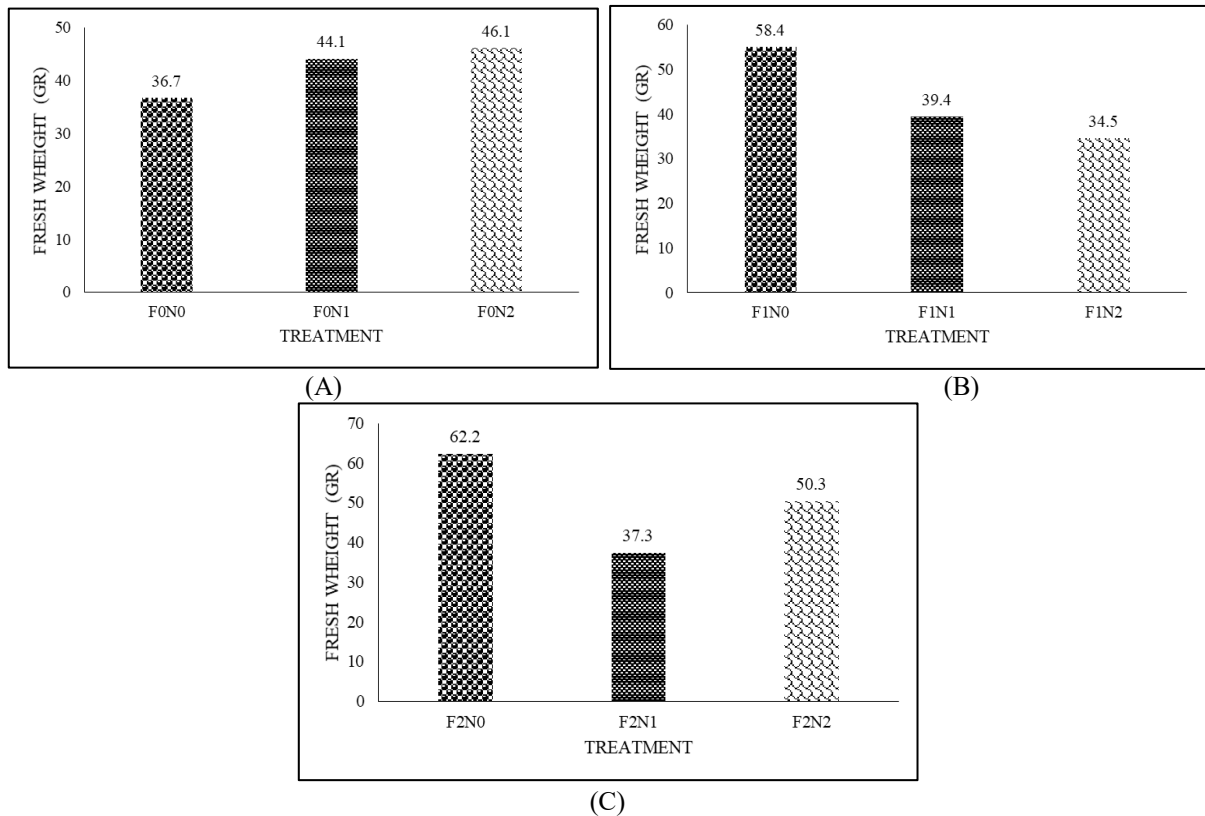 FRESH WHEIGHT (GR)
50
40
30
20
10
0
36.7
44.1
46.1
F0N0
F0N1
F0N2
TREATMENT
(A)
FRESH WHEIGHT (GR)
60
50
40
30
20
10
0
58.4
39.4
34.5
F1N0
F1N1
F1N2
TREATMENT
(B)
FRESH WHEIGHT (GR)
70
60
50
40
30
20
10
0
62.2
37.3
50.3
F2N0
F2N1
F2N2
TREATMENT
(C)